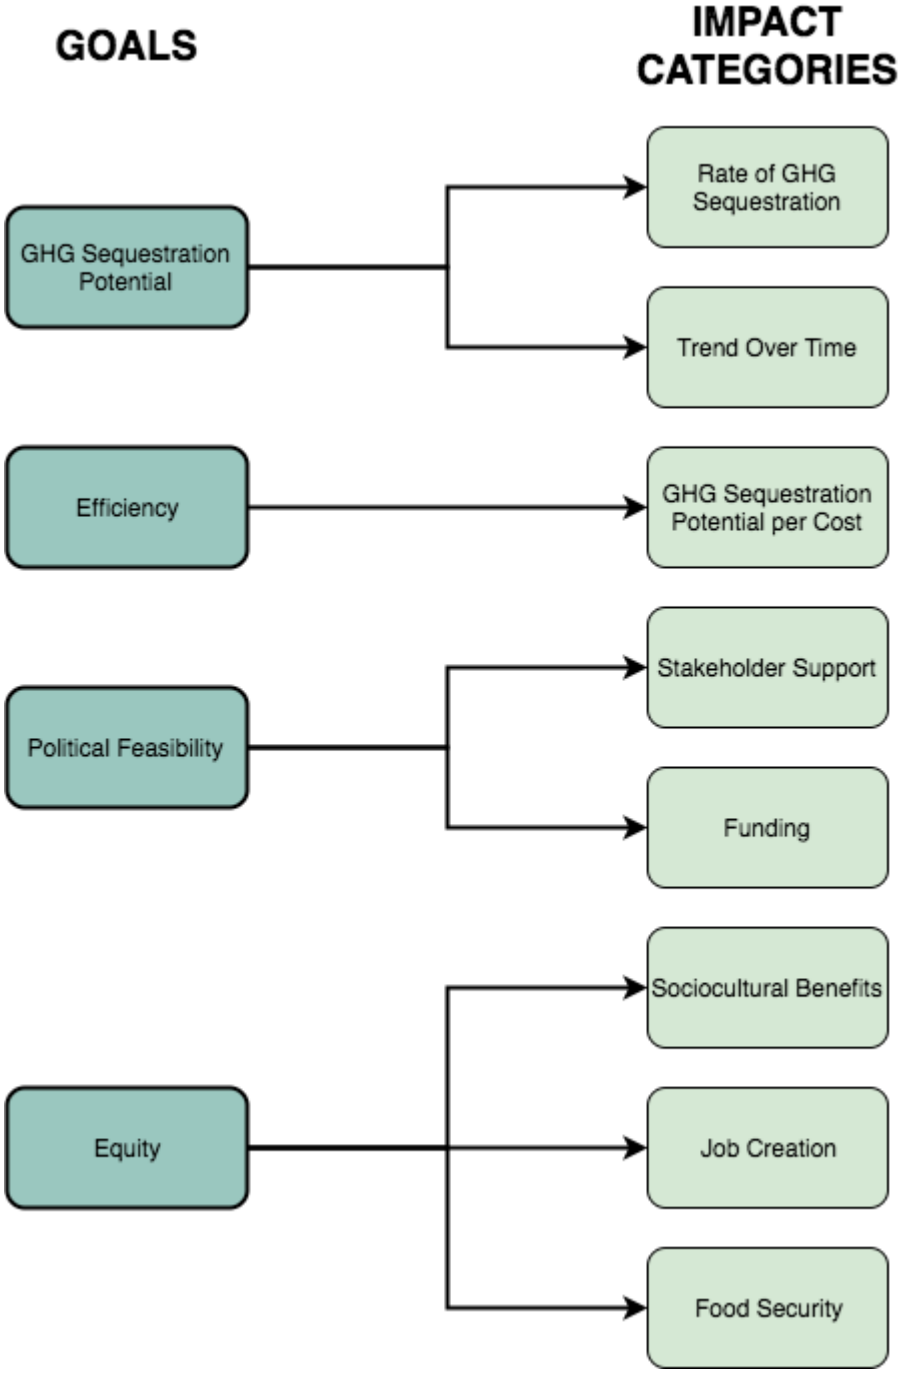 GOALS
IMPACT
CATEGORIES
GHG Sequestration
Potential
Rate of GHG
Sequestration
Trend Over Time
Efficiency
GHG Sequestration
Potential per Cost
Political Feasibility
Stakeholder Support
Funding
Equity
Sociocultural Benefits
Job Creation
Food Security